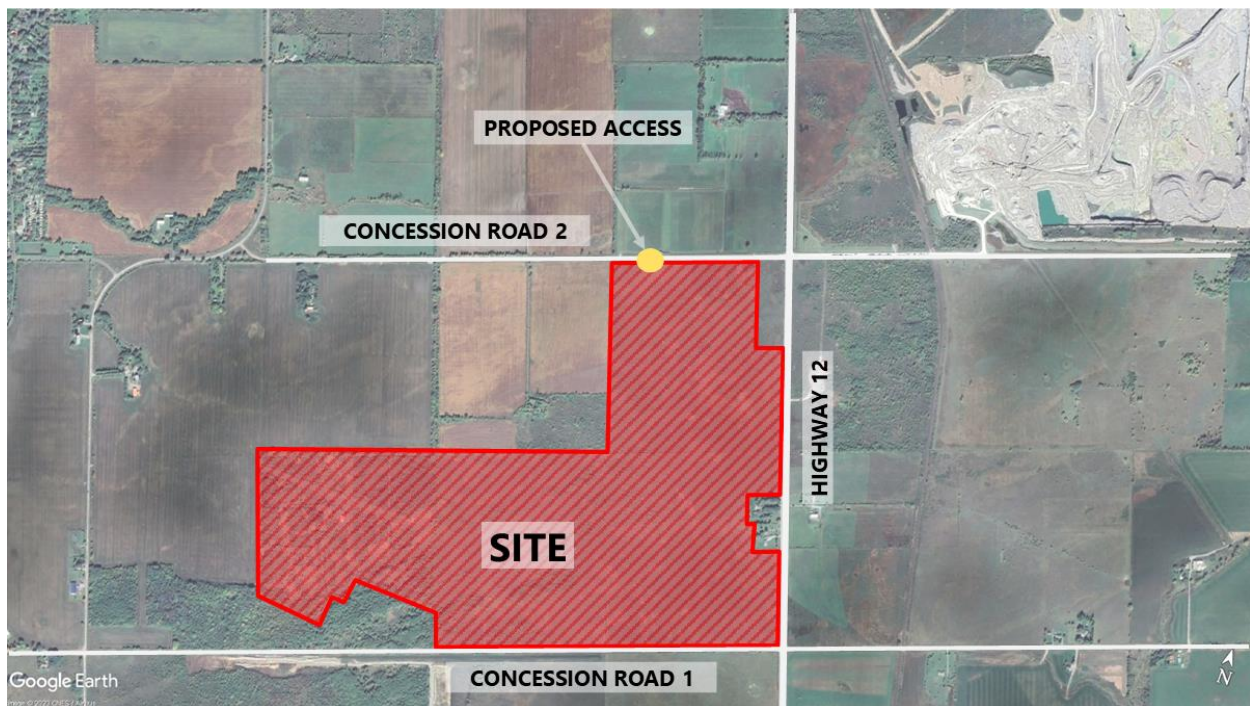 PROPOSED ACCESS
CONCESSION ROAD 2
HIGHWAY 12
SITE
CONCESSION ROAD 1
N
Google Earth